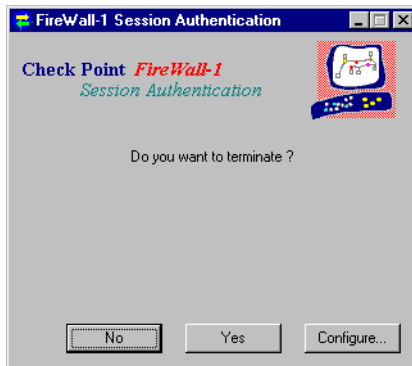 FireWall-1 Session Authentication
Check Point FireWall-1
Session Authentication
Do you want to terminate ?
No Yes Configure...